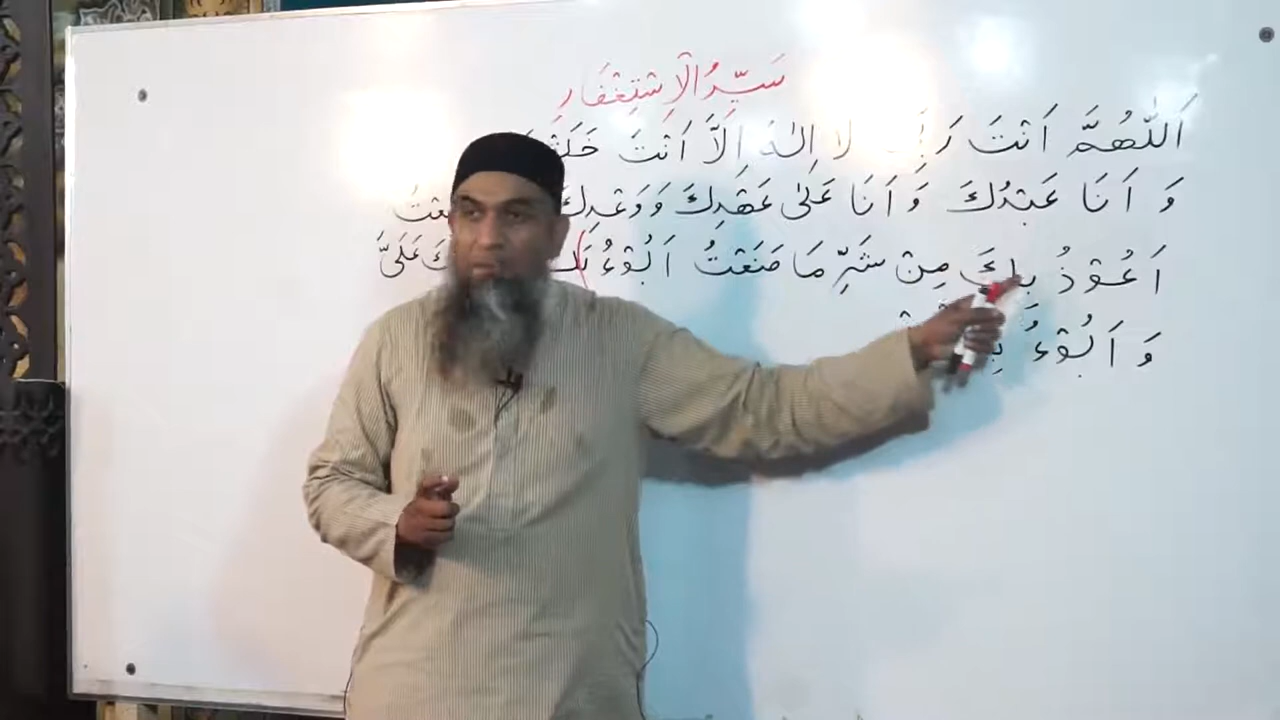 سَيِّدُ الْاِسْتِغْفَار
اَللّٰهُمَّ اَنْتَ لَا اِلٰهَ اِلَّا اَنْتَ
وَ اَنَا عَبْدُكَ وَ اَنَا عَلٰى عَهْدِكَ وَوَعْدِكَ
اَعُوْذُ بِكَ مِنْ شَرِّ مَا صَنَعْتُ اَبُوْءُ عَلَىَّ
وَ اَبُوْءُ